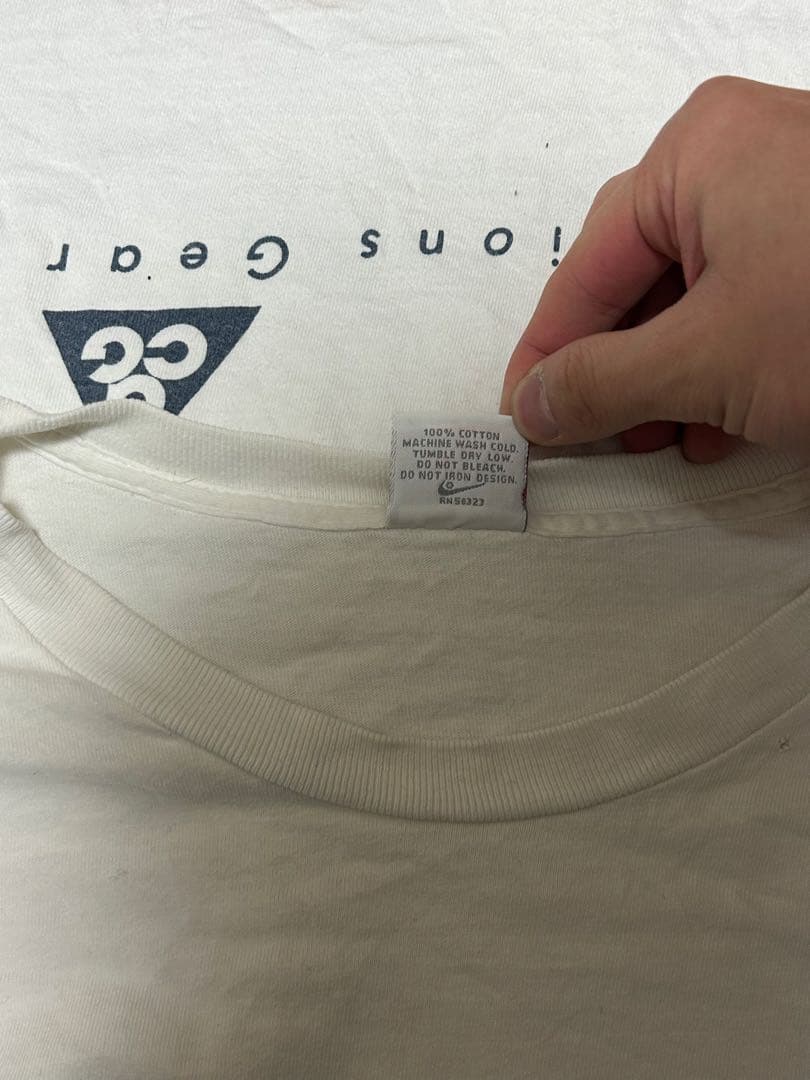 ions Gear
100% COTTON
MACHINE WASH COLD.
TUMBLE DRY LOW.
DO NOT BLEACH.
DO NOT IRON DESIGN.
RN 56323